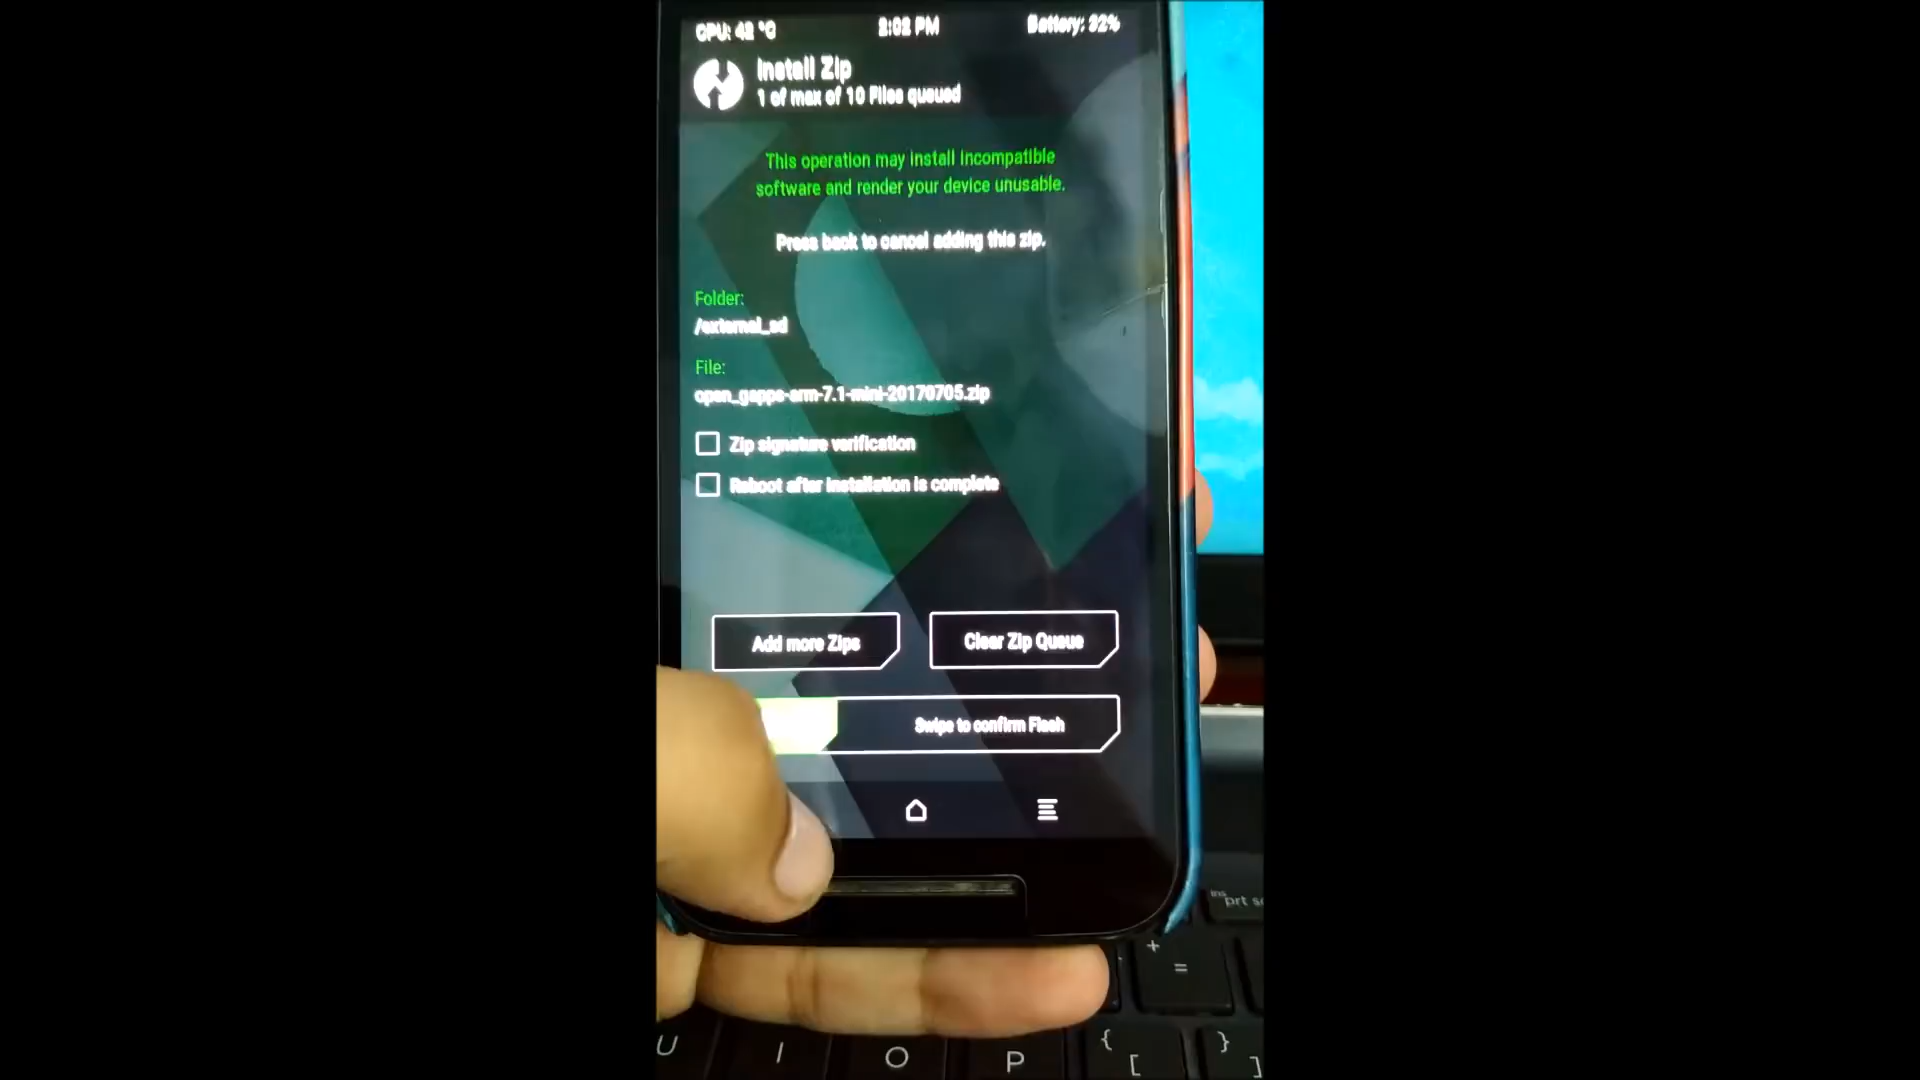 CPU: 42 °C
2:02 PM
Battery: 32%
Install Zip
1 of max of 10 Files queued
This operation may install incompatible
software and render your device unusable.
Press back to cancel adding this zip.
Folder:
/external_sd
File:
open_gapps-arm-7.1-mini-20170705.zip
Zip signature verification
Reboot after installation is complete
Add more Zips
Clear Zip Queue
Swipe to confirm Flash
ins
prt sc
+
=
U
I
O
P
{
[
}
]